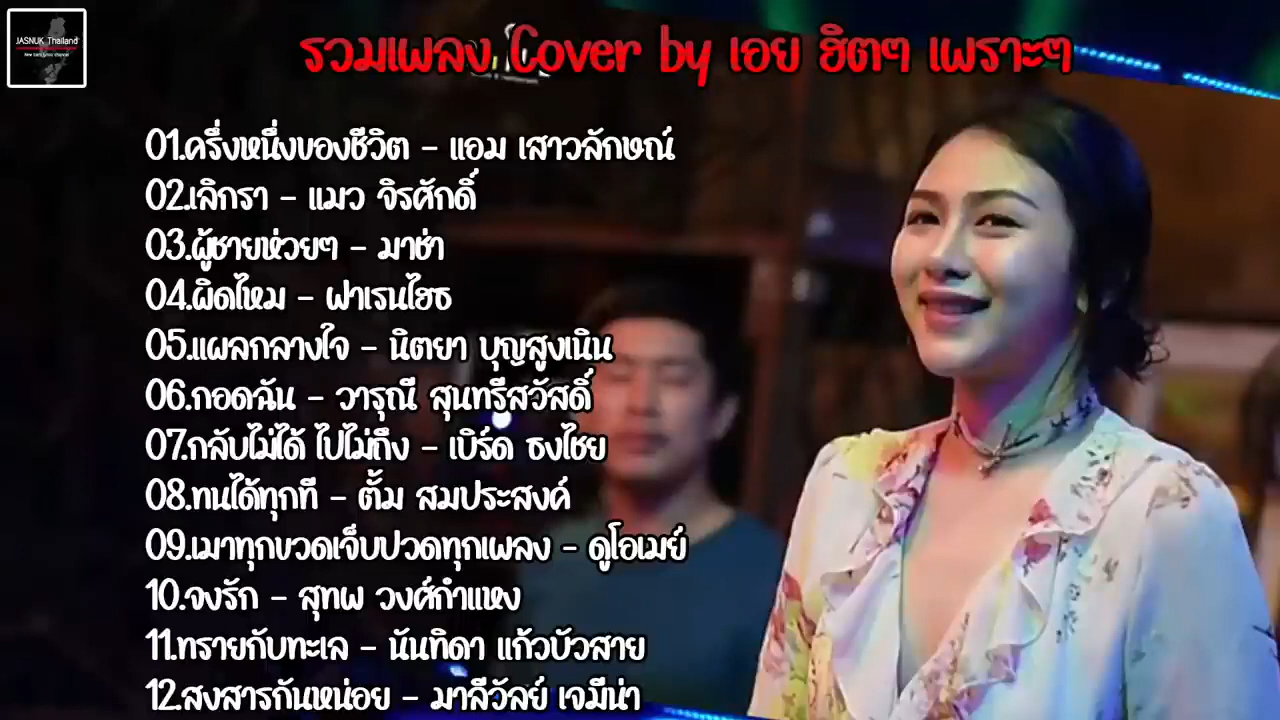 JASNUK Thailand
รวมเพลง Cover by เอย ฮิตๆ เพราะๆ
01.ครึ่งหนึ่งของชีวิต - แอม เสาวลักษณ์
02.เลิกรา - แมว จิรศักดิ์
03.ผู้ชายห่วยๆ - มาช่า
04.ผิดไหม - ฟาเรนไฮธ
05.แผลกลางใจ - นิตยา บุญสูงเนิน
06.กอดฉัน - วารุณี สุนทรีสวัสดิ์
07.กลับไม่ได้ ไปไม่ถึง - เบิร์ด ธงไชย
08.ทนได้ทุกที - ตั้ม สมประสงค์
09.เมาทุกขวดเจ็บปวดทุกเพลง - ดูโอเมย์
10.จงรัก - สุทพ วงศ์กำแหง
11.ทรายกับทะเล - นันทิดา แก้วบัวสาย
12.สงสารกันหน่อย - มาลีวัลย์ เจมีน่า